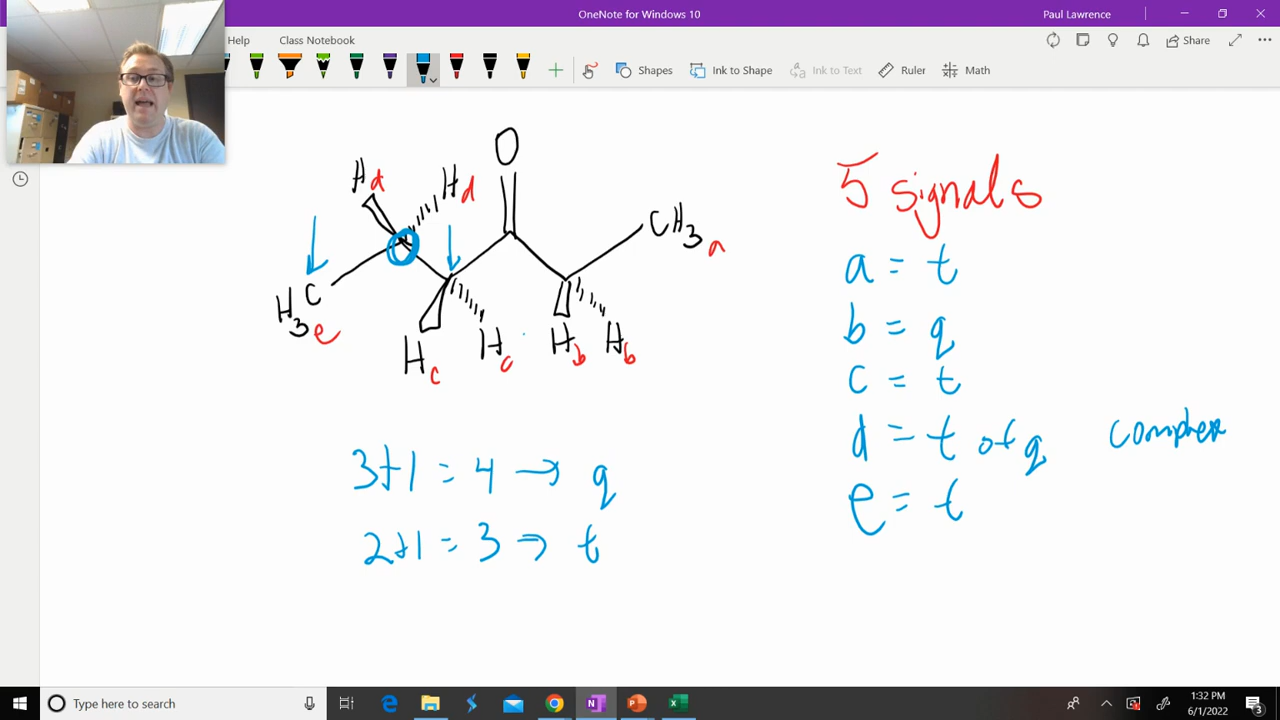 OneNote for Windows 10
Paul Lawrence
Help Class Notebook
Shapes Ink to Shape Ink to Text Ruler Math Share
O
Hd Hd
CH3 a
H3C e
Hc Hc Hb Hb
5 signals
a = t
b = q
c = t
d = t of q complex
e = t
3+1 = 4 → q
2+1 = 3 → t
Type here to search
1:32 PM
6/1/2022
3